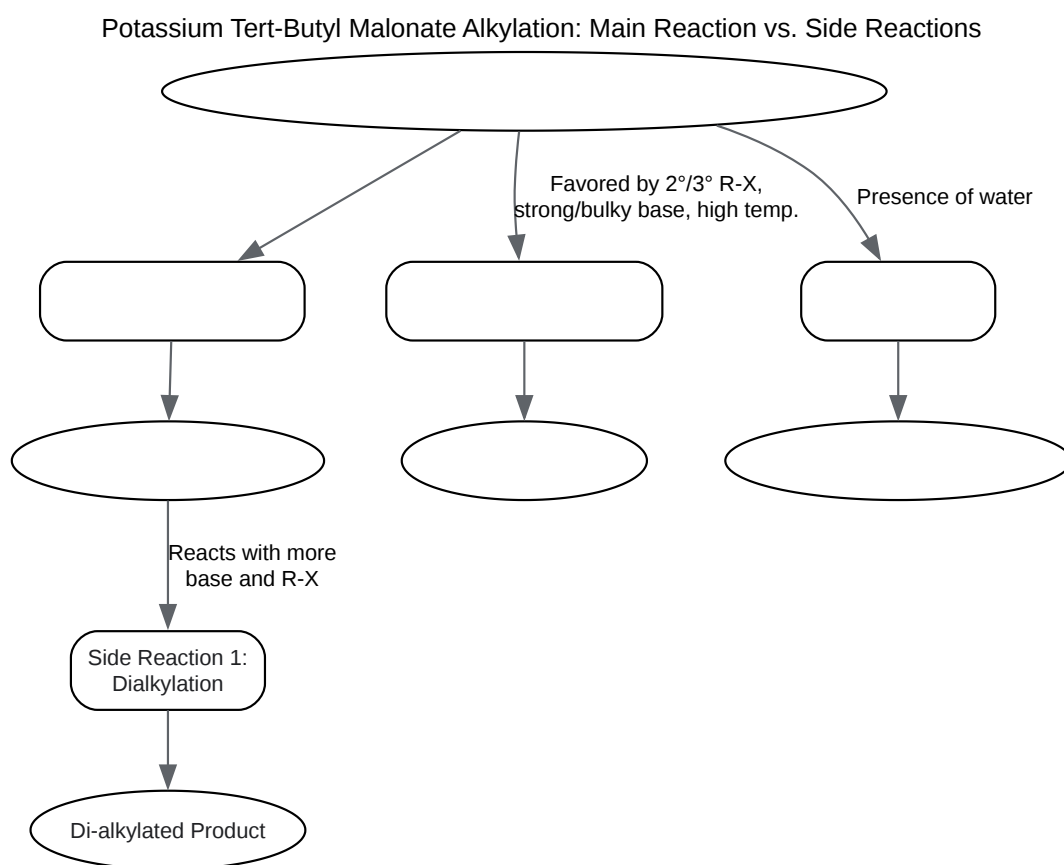 Potassium Tert-Butyl Malonate Alkylation: Main Reaction vs. Side Reactions
Favored by 2°/3° R-X,
strong/bulky base, high temp.
Presence of water
Reacts with more
base and R-X
Side Reaction 1:
Dialkylation
Di-alkylated Product